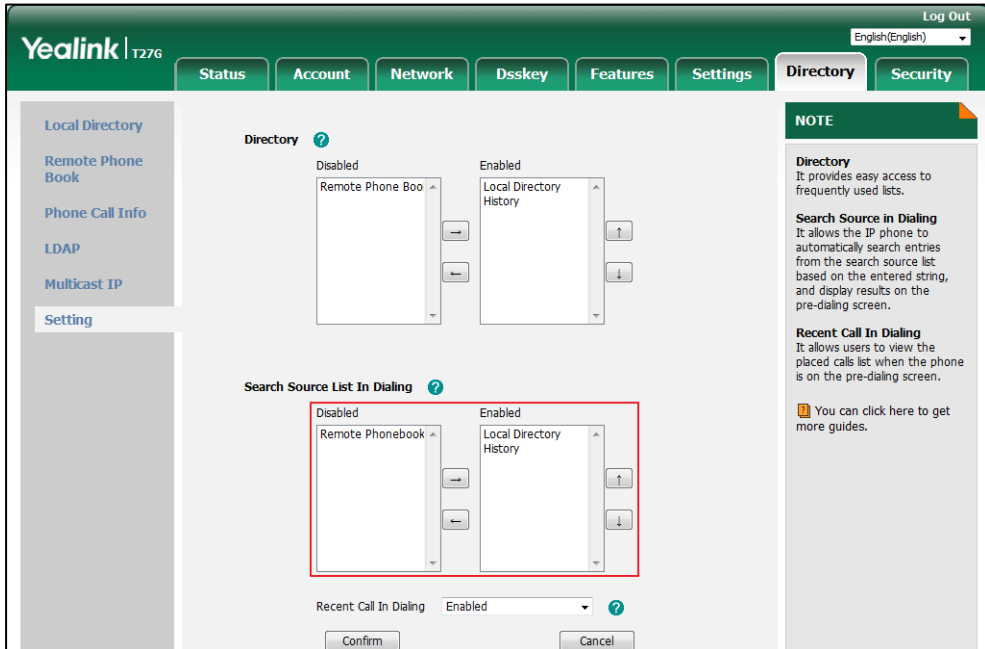 Log Out
Yealink | T27G
English(English)
Status
Account
Network
Dsskey
Features
Settings
Directory
Security
Local Directory
Remote Phone
Book
Phone Call Info
LDAP
Multicast IP
Setting
Directory ?
Disabled
Enabled
Remote Phone Boo
Local Directory
History
→
←
↑
↓
Search Source List In Dialing ?
Disabled
Enabled
Remote Phonebook
Local Directory
History
→
←
↑
↓
Recent Call In Dialing Enabled ?
Confirm
Cancel
NOTE
Directory
It provides easy access to
frequently used lists.
Search Source in Dialing
It allows the IP phone to
automatically search entries
from the search source list
based on the entered string,
and display results on the
pre-dialing screen.
Recent Call In Dialing
It allows users to view the
placed calls list when the phone
is on the pre-dialing screen.
? You can click here to get
more guides.